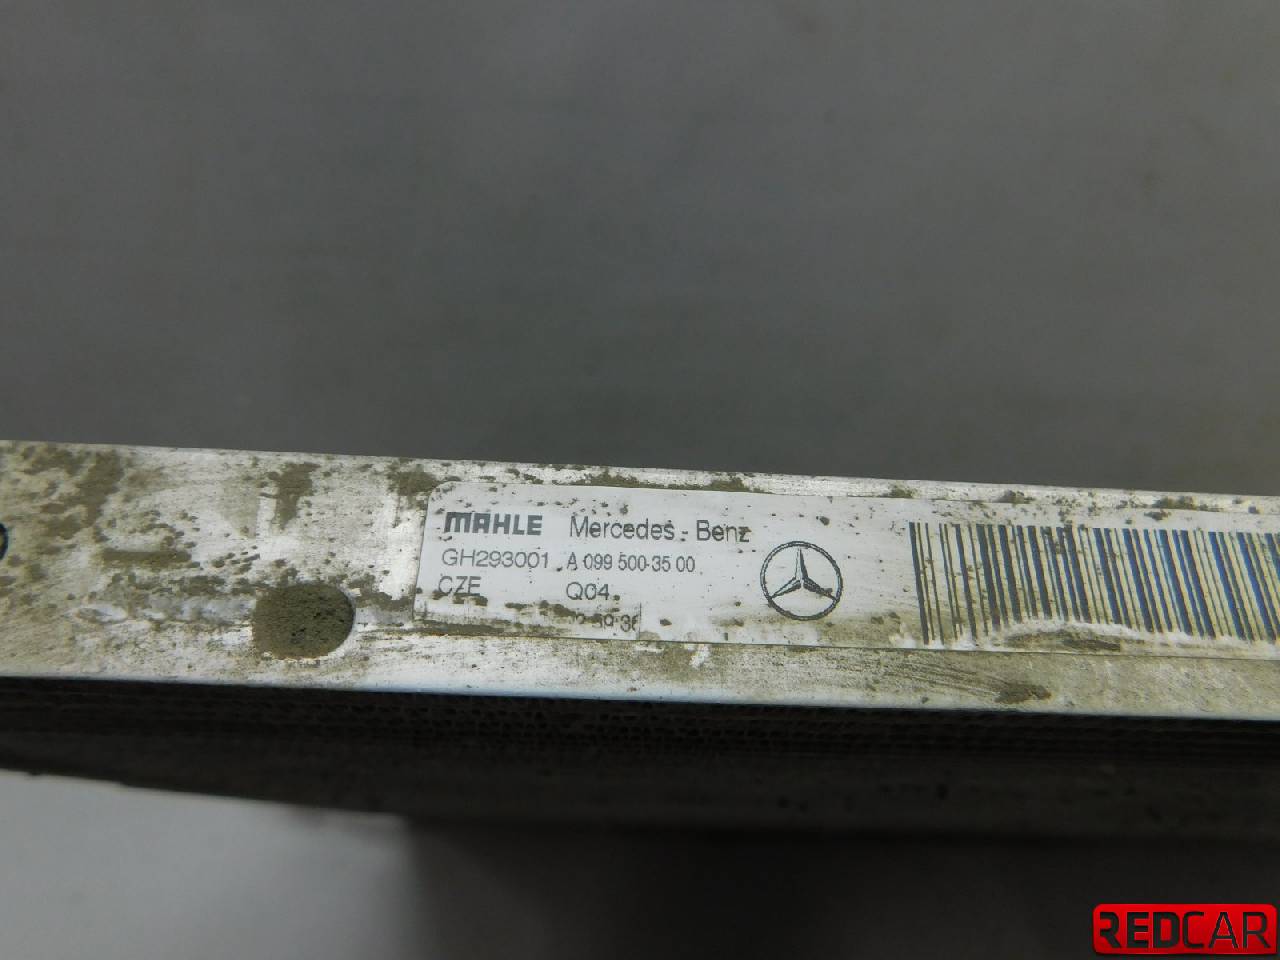 MAHLE Mercedes-Benz
GH293001 A 099 500 35 00
CZE Q04
REDCAR